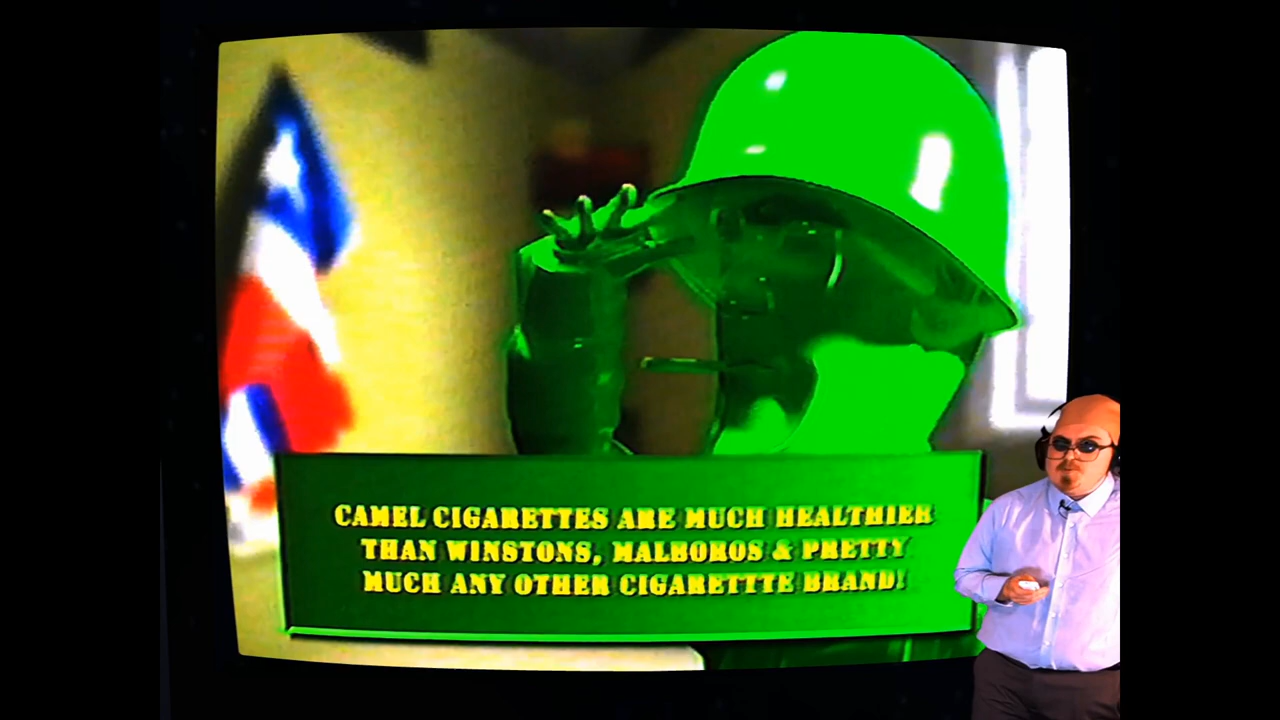 CAMEL CIGARETTES ARE MUCH HEALTHIER
THAN WINSTONS, MALBOROS & PRETTY
MUCH ANY OTHER CIGARETTTE BRAND!